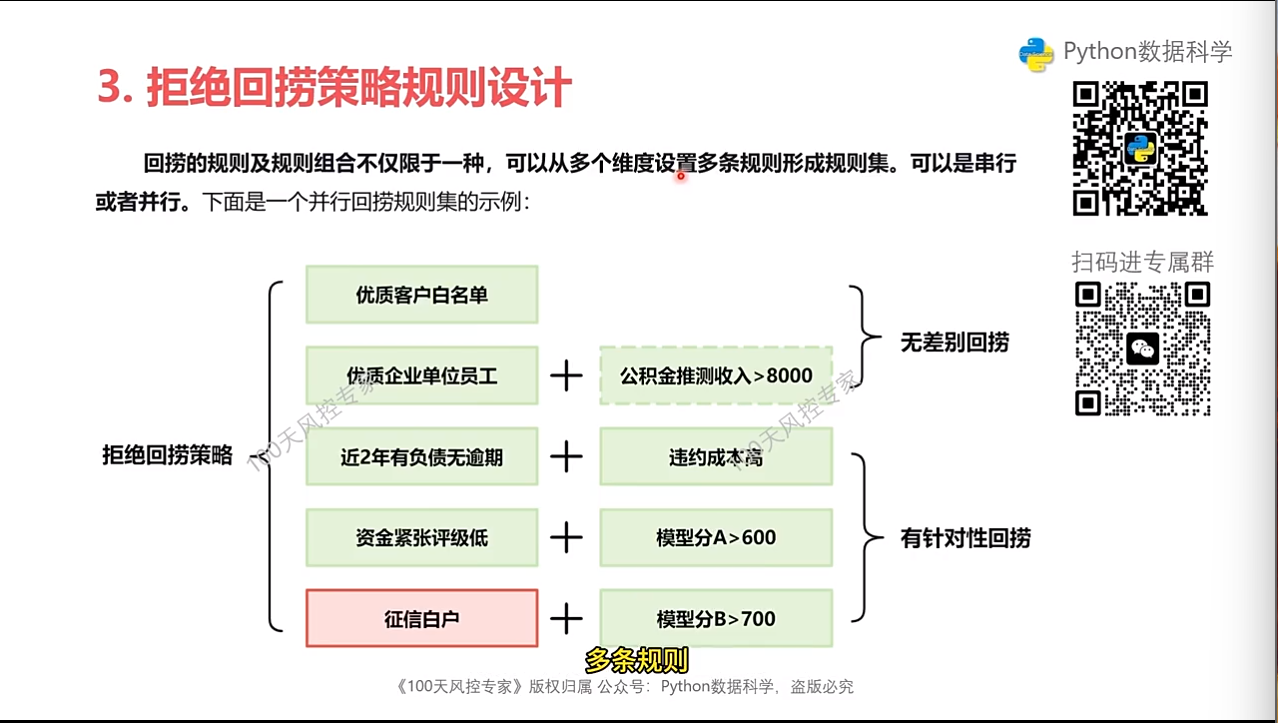 3. 拒绝回捞策略规则设计
Python数据科学
回捞的规则及规则组合不仅限于一种，可以从多个维度设置多条规则形成规则集。可以是串行
或者并行。下面是一个并行回捞规则集的示例：
扫码进专属群
优质客户白名单
无差别回捞
优质企业单位员工 + 公积金推测收入>8000
拒绝回捞策略
近2年有负债无逾期 + 违约成本高
资金紧张评级低 + 模型分A>600
有针对性回捞
征信白户 + 模型分B>700
100天风控专家
100天风控专家
多条规则
《100天风控专家》版权归属 公众号：Python数据科学，盗版必究